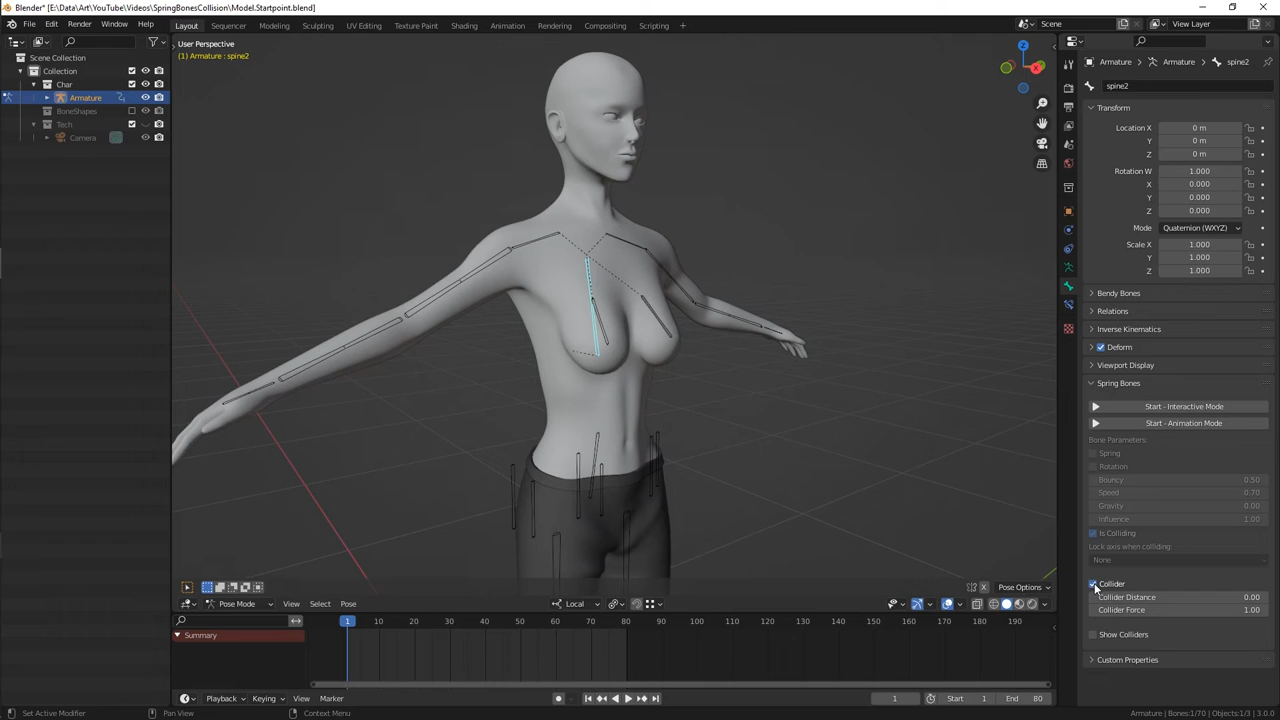 Blender* [E:\Data\Art\YouTube\Videos\SpringBonesCollision\Model.Startpoint.blend]
File Edit Render Window Help Layout Modeling Sculpting UV Editing Texture Paint Shading Animation Rendering Compositing Scripting Scene View Layer
Scene Collection
Collection
Char
Armature
BoneShapes
Tech
Camera
User Perspective
(1) Armature : spine2
Z
X
Armature Armature spine2
spine2
Transform
Location X 0 m
Y 0 m
Z 0 m
Rotation W 1.000
X 0.000
Y 0.000
Z 0.000
Mode Quaternion (WXYZ)
Scale X 1.000
Y 1.000
Z 1.000
Bendy Bones
Relations
Inverse Kinematics
Deform
Viewport Display
Spring Bones
Start - Interactive Mode
Start - Animation Mode
Bone Parameters:
Spring
Rotation
Bouncy 0.50
Speed 0.70
Gravity 0.00
Influence 1.00
Is Colliding
Lock axis when colliding:
None
Collider
Collider Distance 0.00
Collider Force 1.00
Show Colliders
Custom Properties
X Pose Options
Pose Mode View Select Pose Local
1 10 20 30 40 50 60 70 80 90 100 110 120 130 140 150 160 170 180 190
Summary
Playback Keying View Marker 1 Start 1 End 80
Set Active Modifier Pan View Context Menu Armature | Bones:1/70 | Objects:1/3 | 3.0.0